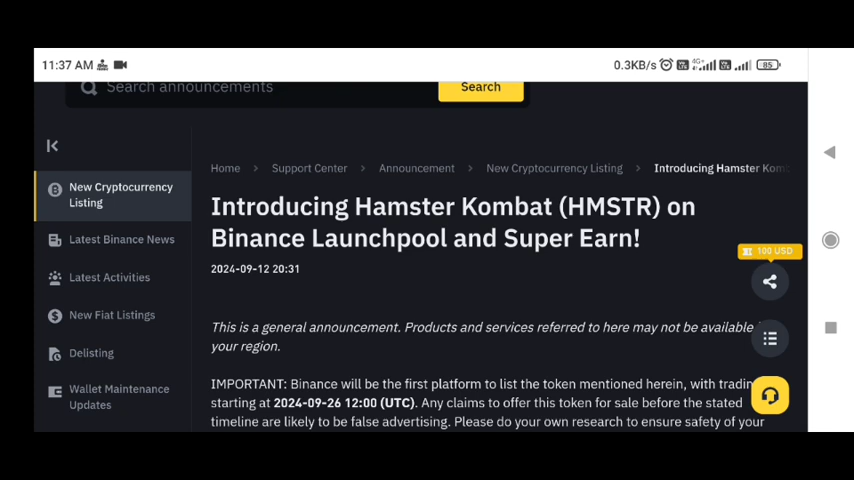 11:37 AM
0.3KB/s 4G 85
Search announcements
Search
Home > Support Center > Announcement > New Cryptocurrency Listing > Introducing Hamster Kom
New Cryptocurrency
Listing
Latest Binance News
Latest Activities
New Fiat Listings
Delisting
Wallet Maintenance
Updates
Introducing Hamster Kombat (HMSTR) on
Binance Launchpool and Super Earn!
2024-09-12 20:31
100 USD
This is a general announcement. Products and services referred to here may not be available
your region.
IMPORTANT: Binance will be the first platform to list the token mentioned herein, with tradin
starting at 2024-09-26 12:00 (UTC). Any claims to offer this token for sale before the stated
timeline are likely to be false advertising. Please do your own research to ensure safety of your